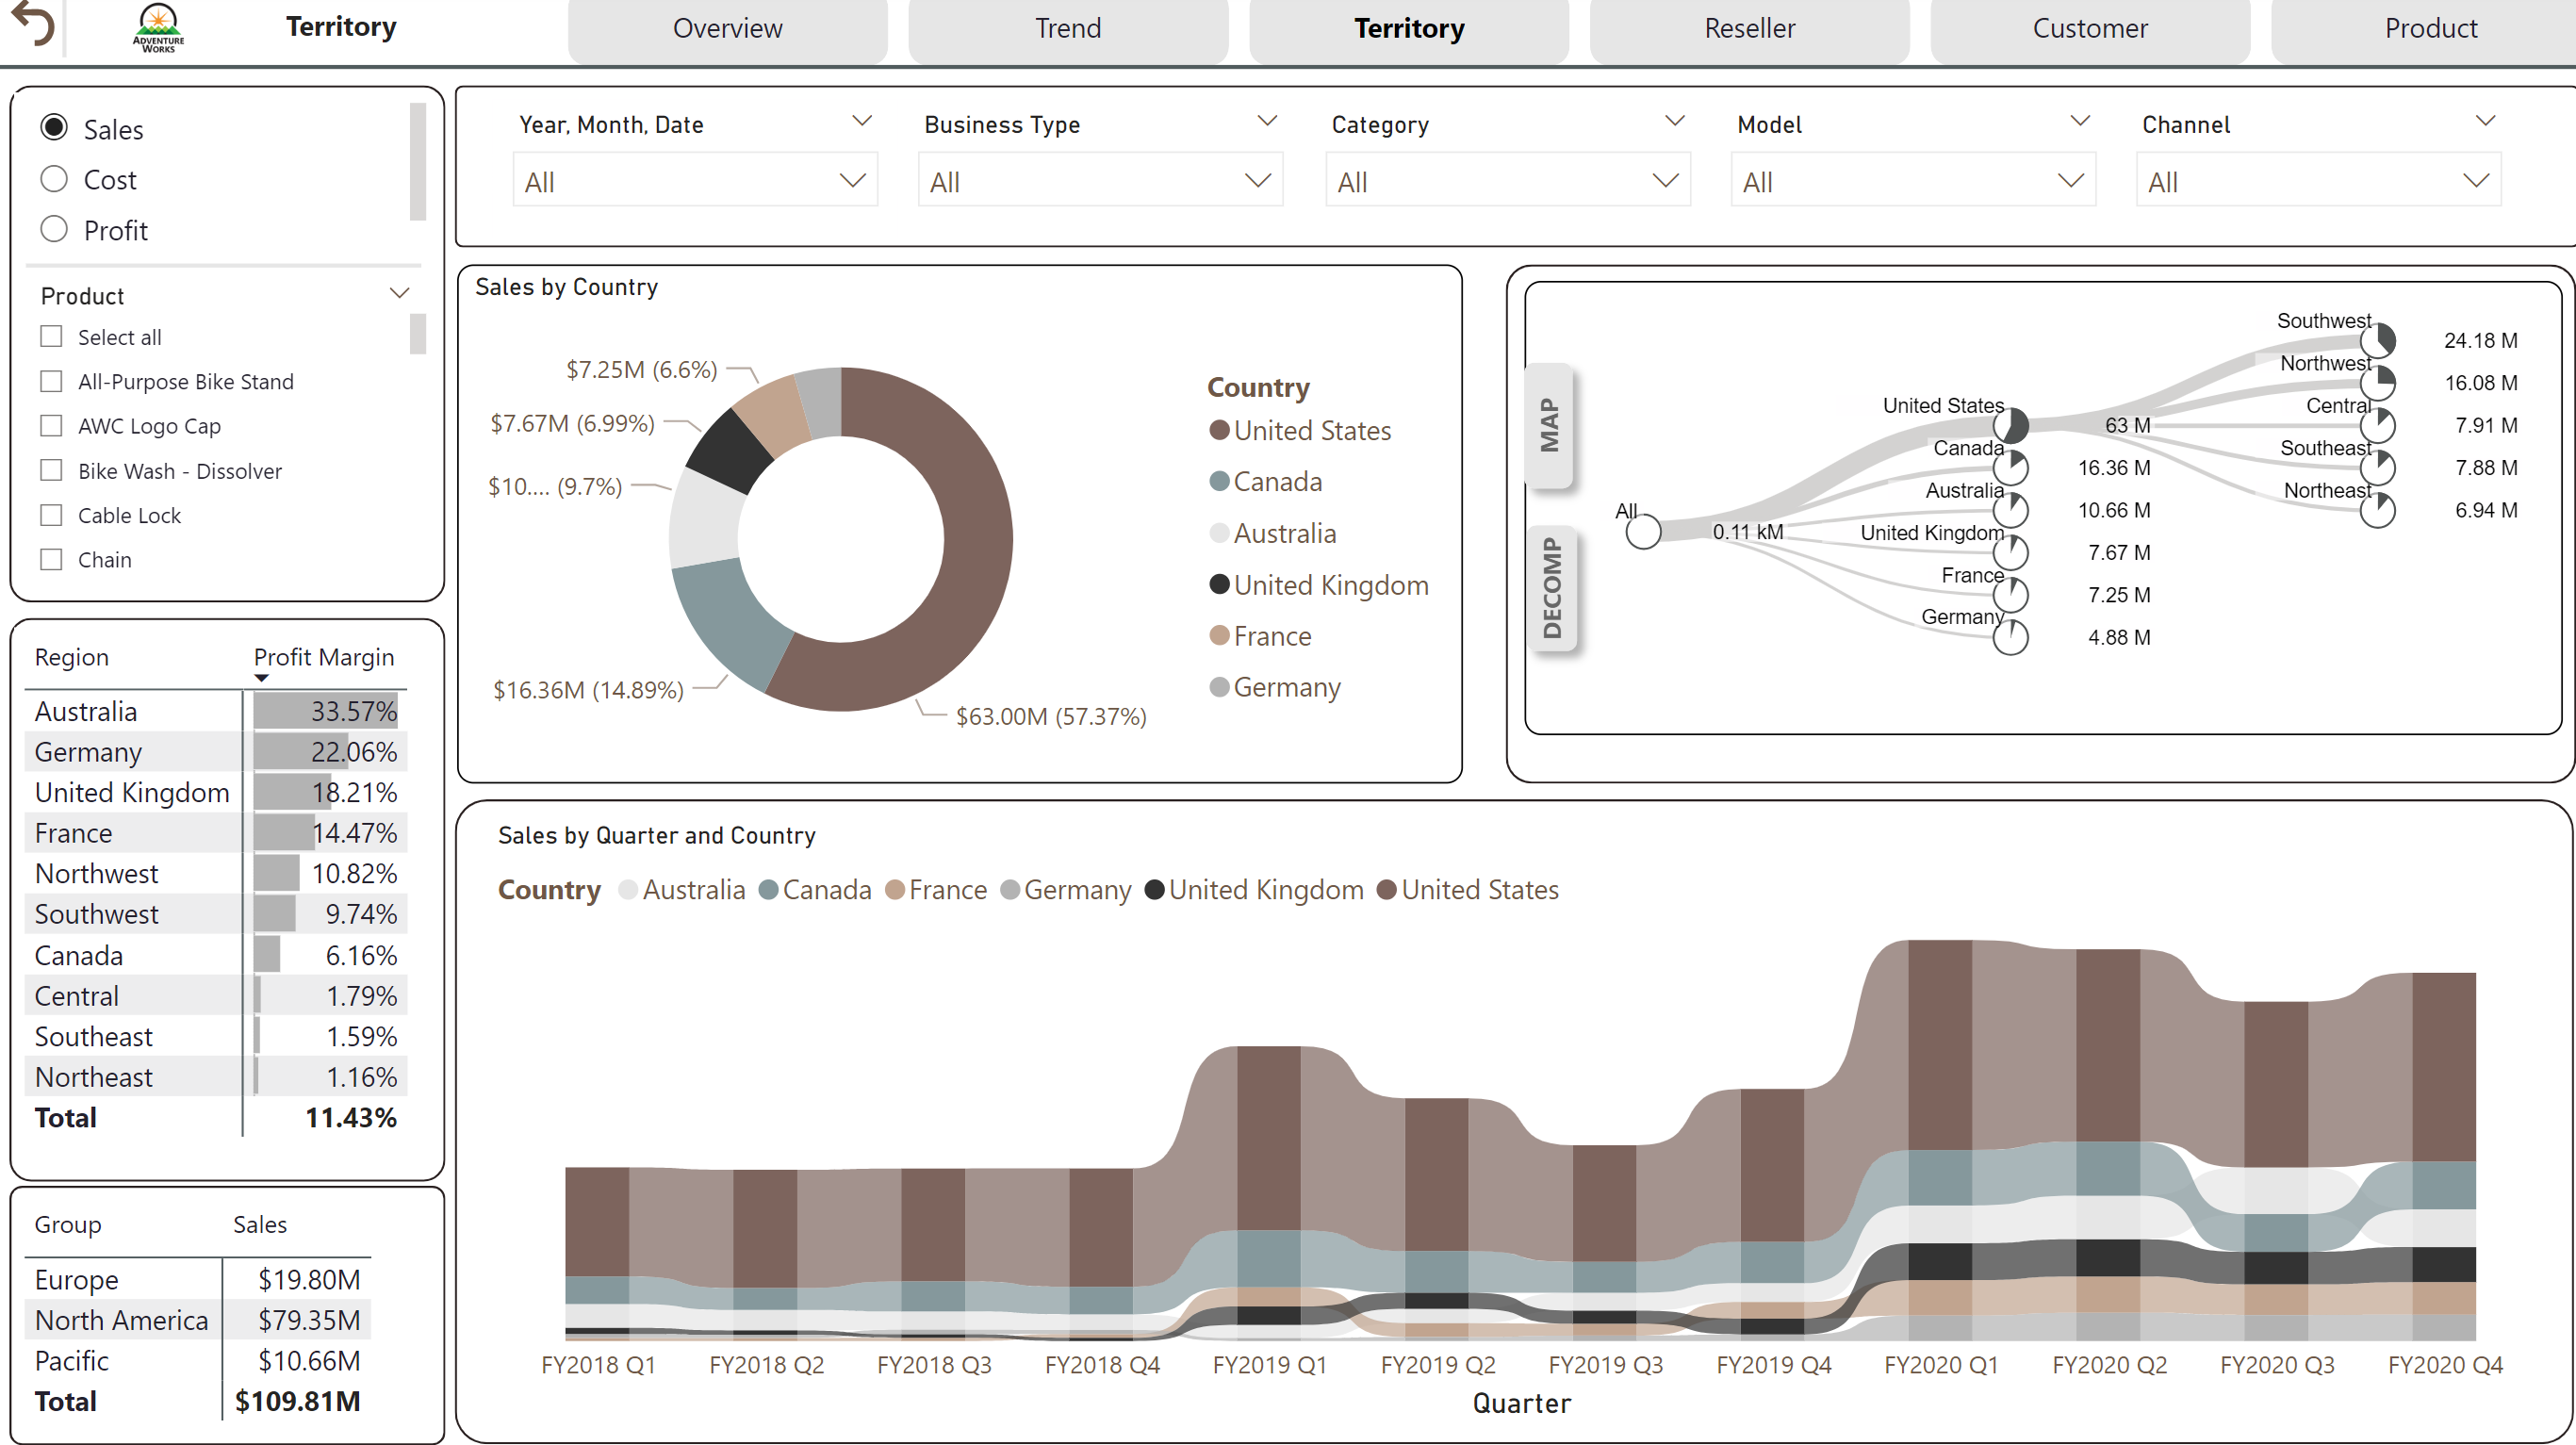 Territory
Overview
Trend
Territory
Reseller
Customer
Product
ADVENTURE
WORKS
Sales
Cost
Profit
Product
Select all
All-Purpose Bike Stand
AWC Logo Cap
Bike Wash - Dissolver
Cable Lock
Chain
Year, Month, Date
All
Business Type
All
Category
All
Model
All
Channel
All
Region Profit Margin
Australia 33.57%
Germany 22.06%
United Kingdom 18.21%
France 14.47%
Northwest 10.82%
Southwest 9.74%
Canada 6.16%
Central 1.79%
Southeast 1.59%
Northeast 1.16%
Total 11.43%
Group Sales
Europe $19.80M
North America $79.35M
Pacific $10.66M
Total $109.81M
Sales by Country
$7.25M (6.6%)
$7.67M (6.99%)
$10.... (9.7%)
$16.36M (14.89%)
$63.00M (57.37%)
Country
United States
Canada
Australia
United Kingdom
France
Germany
MAP
DECOMP
All
0.11 kM
United States 63 M
Canada 16.36 M
Australia 10.66 M
United Kingdom 7.67 M
France 7.25 M
Germany 4.88 M
Southwest 24.18 M
Northwest 16.08 M
Central 7.91 M
Southeast 7.88 M
Northeast 6.94 M
Sales by Quarter and Country
Country Australia Canada France Germany United Kingdom United States
FY2018 Q1 FY2018 Q2 FY2018 Q3 FY2018 Q4 FY2019 Q1 FY2019 Q2 FY2019 Q3 FY2019 Q4 FY2020 Q1 FY2020 Q2 FY2020 Q3 FY2020 Q4
Quarter